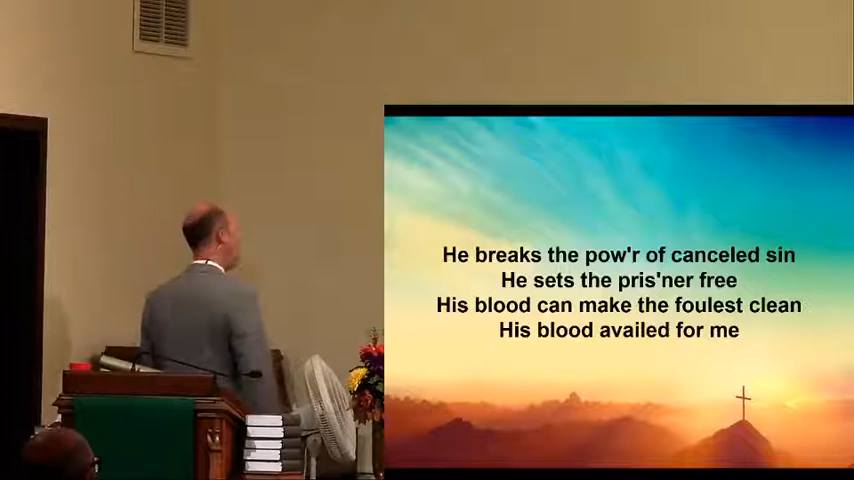 He breaks the pow'r of canceled sin
He sets the pris'ner free
His blood can make the foulest clean
His blood availed for me